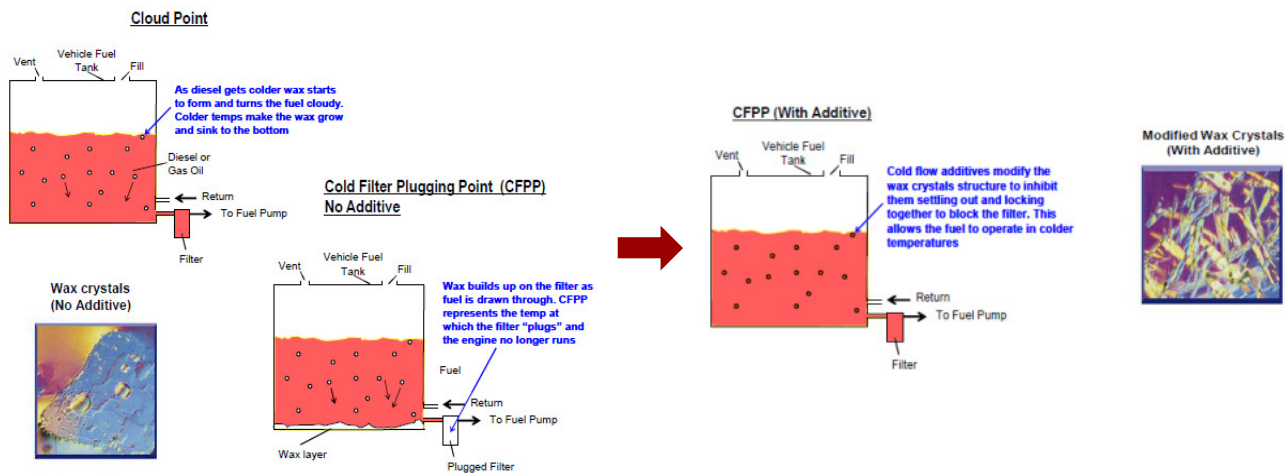 Cloud Point
Vehicle Fuel
Tank
Vent
Fill
As diesel gets colder wax starts
to form and turns the fuel cloudy.
Colder temps make the wax grow
and sink to the bottom
Diesel or
Gas Oil
Return
To Fuel Pump
Filter
Wax crystals
(No Additive)
Cold Filter Plugging Point (CFPP)
No Additive
Vehicle Fuel
Tank
Vent
Fill
Wax builds up on the filter as
fuel is drawn through. CFPP
represents the temp at
which the filter “plugs” and
the engine no longer runs
Fuel
Return
To Fuel Pump
Wax layer
Plugged Filter
CFPP (With Additive)
Vehicle Fuel
Tank
Vent
Fill
Cold flow additives modify the
wax crystals structure to inhibit
them settling out and locking
together to block the filter. This
allows the fuel to operate in colder
temperatures
Return
To Fuel Pump
Filter
Modified Wax Crystals
(With Additive)